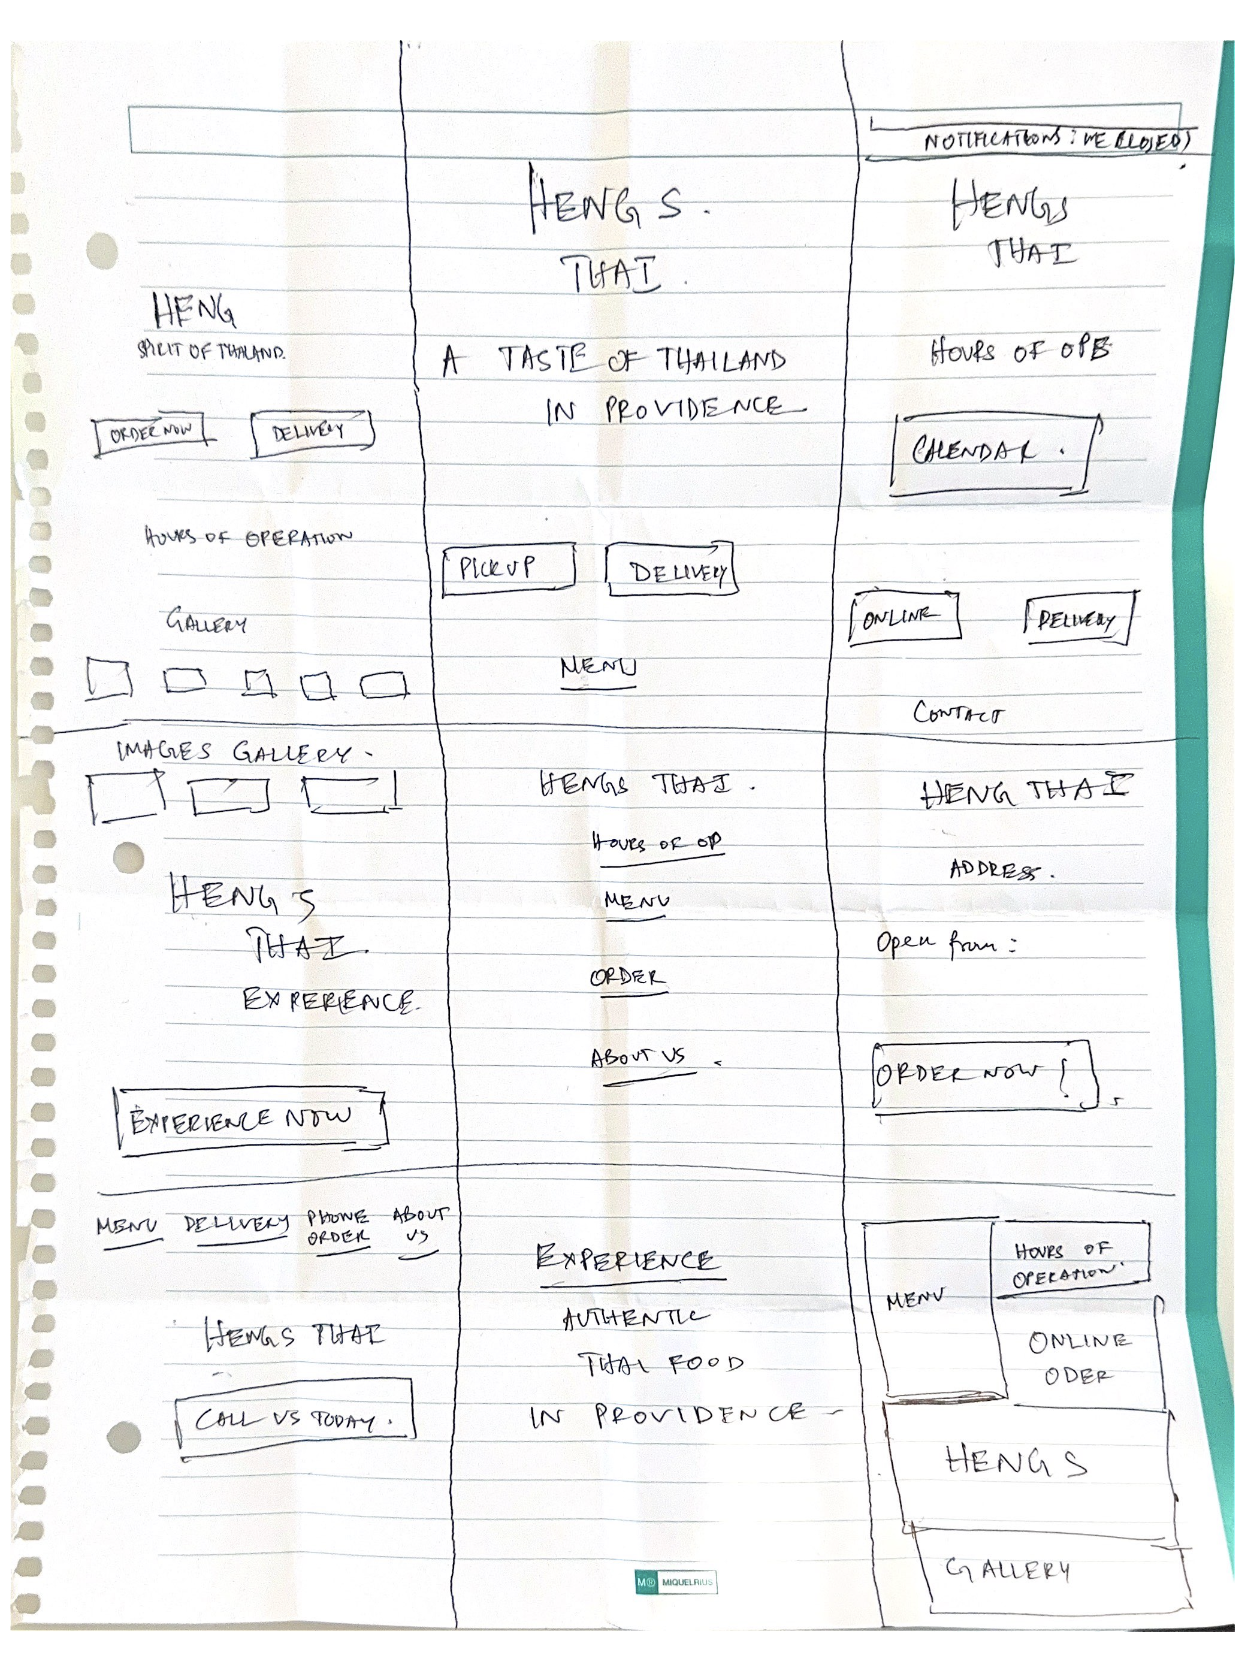 HENG
SPIRIT OF THALAND.
ORDER NOW
DELIVERY
HOURS OF OPERATION
GALLERY
HENG S.
THAI.
A TASTE OF THAILAND
IN PROVIDENCE
PICKUP
DELIVERY
MENU
NOTIFICATIONS: WE CLOSED
HENGS
THAI
HOURS OF OPE
CALENDAR.
ONLINE
DELIVERY
CONTACT
IMAGES GALLERY.
HENG'S
THAI.
EXPERIENCE.
EXPERIENCE NOW
HENGS THAI.
HOURS OF OP
MENU
ORDER
ABOUT US.
HENG THAI
ADDRESS.
Open from:
ORDER NOW!
MENU DELIVERY PHONE ORDER ABOUT US
HENGS THAI
CALL US TODAY.
EXPERIENCE
AUTHENTIC
THAI FOOD
IN PROVIDENCE -
MENU
HOURS OF
OPERATION.
ONLINE
ODER
HENGS
GALLERY
M® MIQUELRIUS